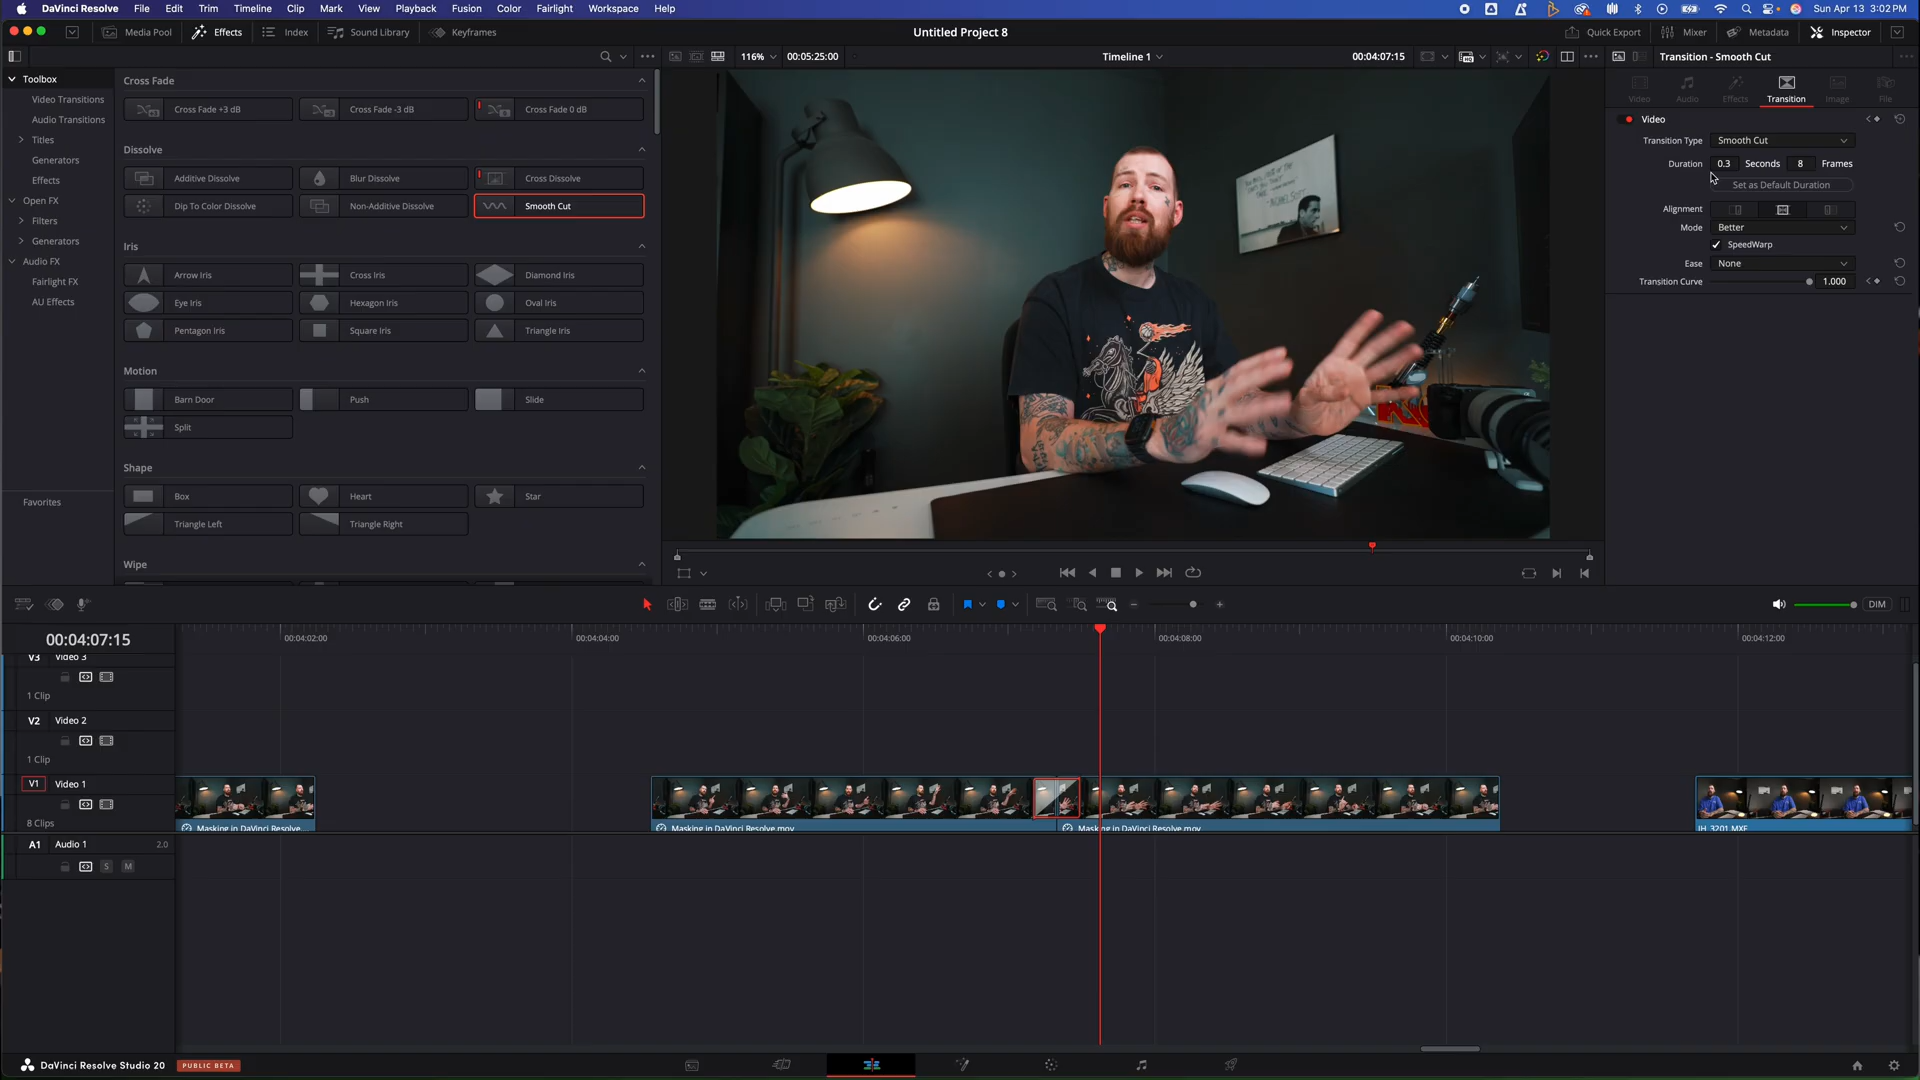 DaVinci Resolve File Edit Trim Timeline Clip Mark View Playback Fusion Color Fairlight Workspace Help Sun Apr 13 3:02 PM
Media Pool Effects Index Sound Library Keyframes Untitled Project 8 Quick Export Mixer Metadata Inspector
116% 00:05:25:00 Timeline 1 00:04:07:15 Transition - Smooth Cut
Toolbox
Video Transitions
Audio Transitions
Titles
Generators
Effects
Open FX
Filters
Generators
Audio FX
Fairlight FX
AU Effects
Favorites
Cross Fade
Cross Fade +3 dB Cross Fade -3 dB Cross Fade 0 dB
Dissolve
Additive Dissolve Blur Dissolve Cross Dissolve
Dip To Color Dissolve Non-Additive Dissolve Smooth Cut
Iris
Arrow Iris Cross Iris Diamond Iris
Eye Iris Hexagon Iris Oval Iris
Pentagon Iris Square Iris Triangle Iris
Motion
Barn Door Push Slide
Split
Shape
Box Heart Star
Triangle Left Triangle Right
Wipe
Video Audio Effects Transition Image File
Video
Transition Type Smooth Cut
Duration 0.3 Seconds 8 Frames
Set as Default Duration
Alignment
Mode Better
SpeedWarp
Ease None
Transition Curve 1.000
DIM
00:04:07:15 00:04:02:00 00:04:04:00 00:04:06:00 00:04:08:00 00:04:10:00 00:04:12:00
V3 Video 3
1 Clip
V2 Video 2
1 Clip
V1 Video 1
8 Clips
Masking in DaVinci Resolve... Masking in DaVinci Resolve.mov Masking in DaVinci Resolve.mov IH_3201.MXF
A1 Audio 1 2.0
S M
DaVinci Resolve Studio 20 PUBLIC BETA